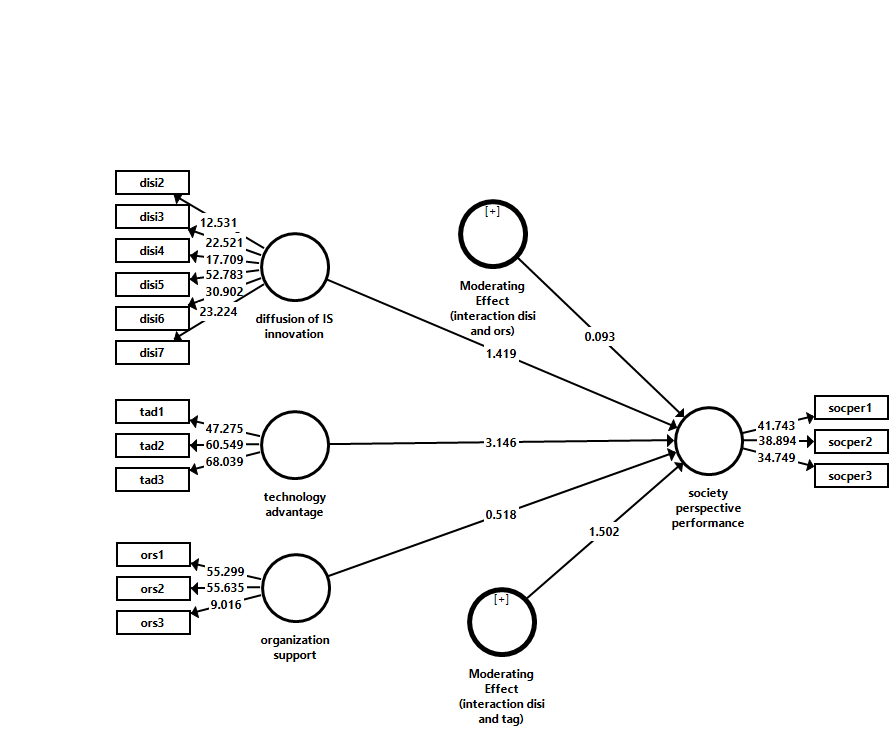 disi2
disi3
disi4
disi5
disi6
disi7
12.531
22.521
17.709
52.783
30.902
23.224
diffusion of IS
innovation
[+]
Moderating
Effect
(interaction disi
and ors)
0.093
1.419
tad1
tad2
tad3
47.275
60.549
68.039
technology
advantage
3.146
socper1
socper2
socper3
41.743
38.894
34.749
society
perspective
performance
0.518
1.502
ors1
ors2
ors3
55.299
55.635
9.016
organization
support
[+]
Moderating
Effect
(interaction disi
and tag)